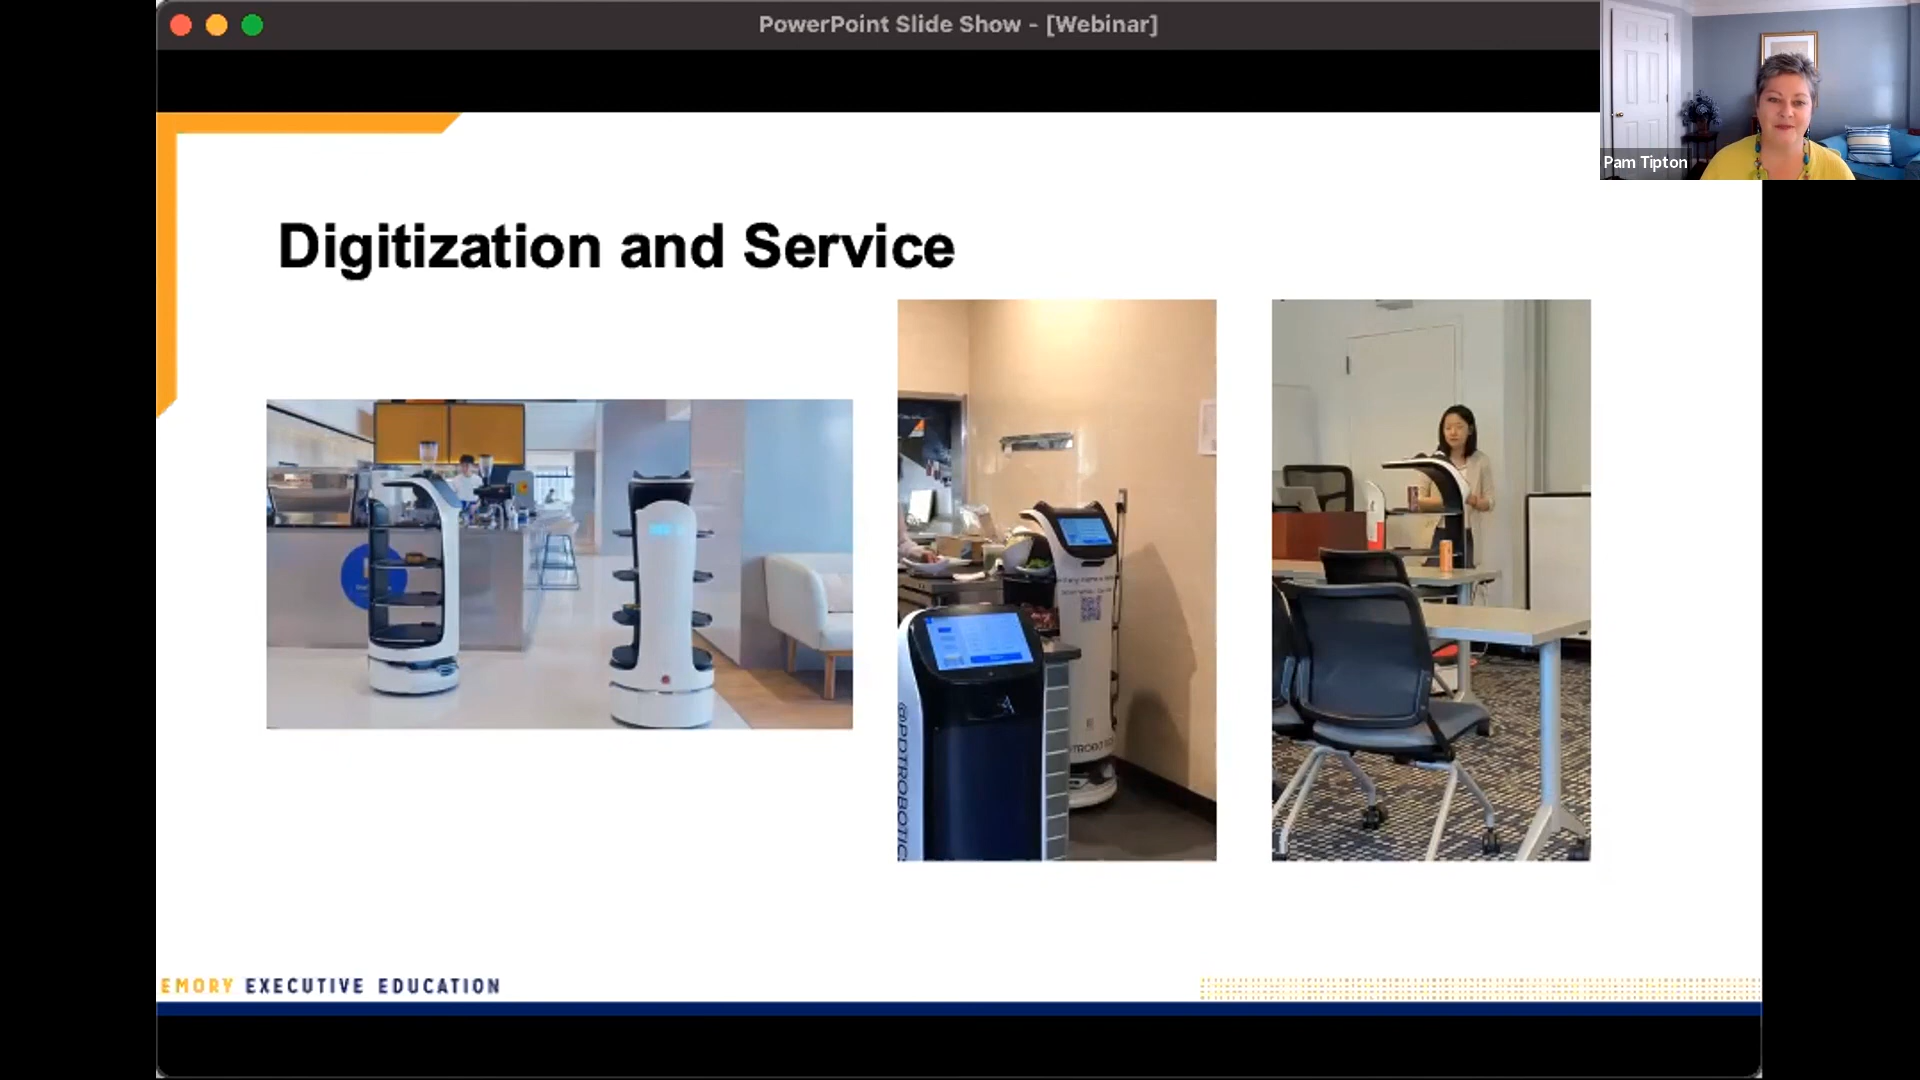 PowerPoint Slide Show - [Webinar]
Pam Tipton
Digitization and Service
@PDTROBOTIC
EMORY EXECUTIVE EDUCATION